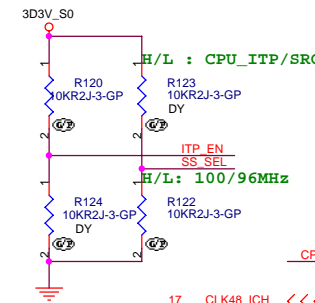 3D3V_S0
H/L : CPU_ITP/SRC
1
1
R120
10KR2J-3-GP
R123
10KR2J-3-GP
DY
G/P
G/P
2
2
ITP_EN
SS_SEL
H/L: 100/96MHz
1
1
R124
10KR2J-3-GP
DY
R122
10KR2J-3-GP
G/P
G/P
2
2
CP
17 CLK48_ICH